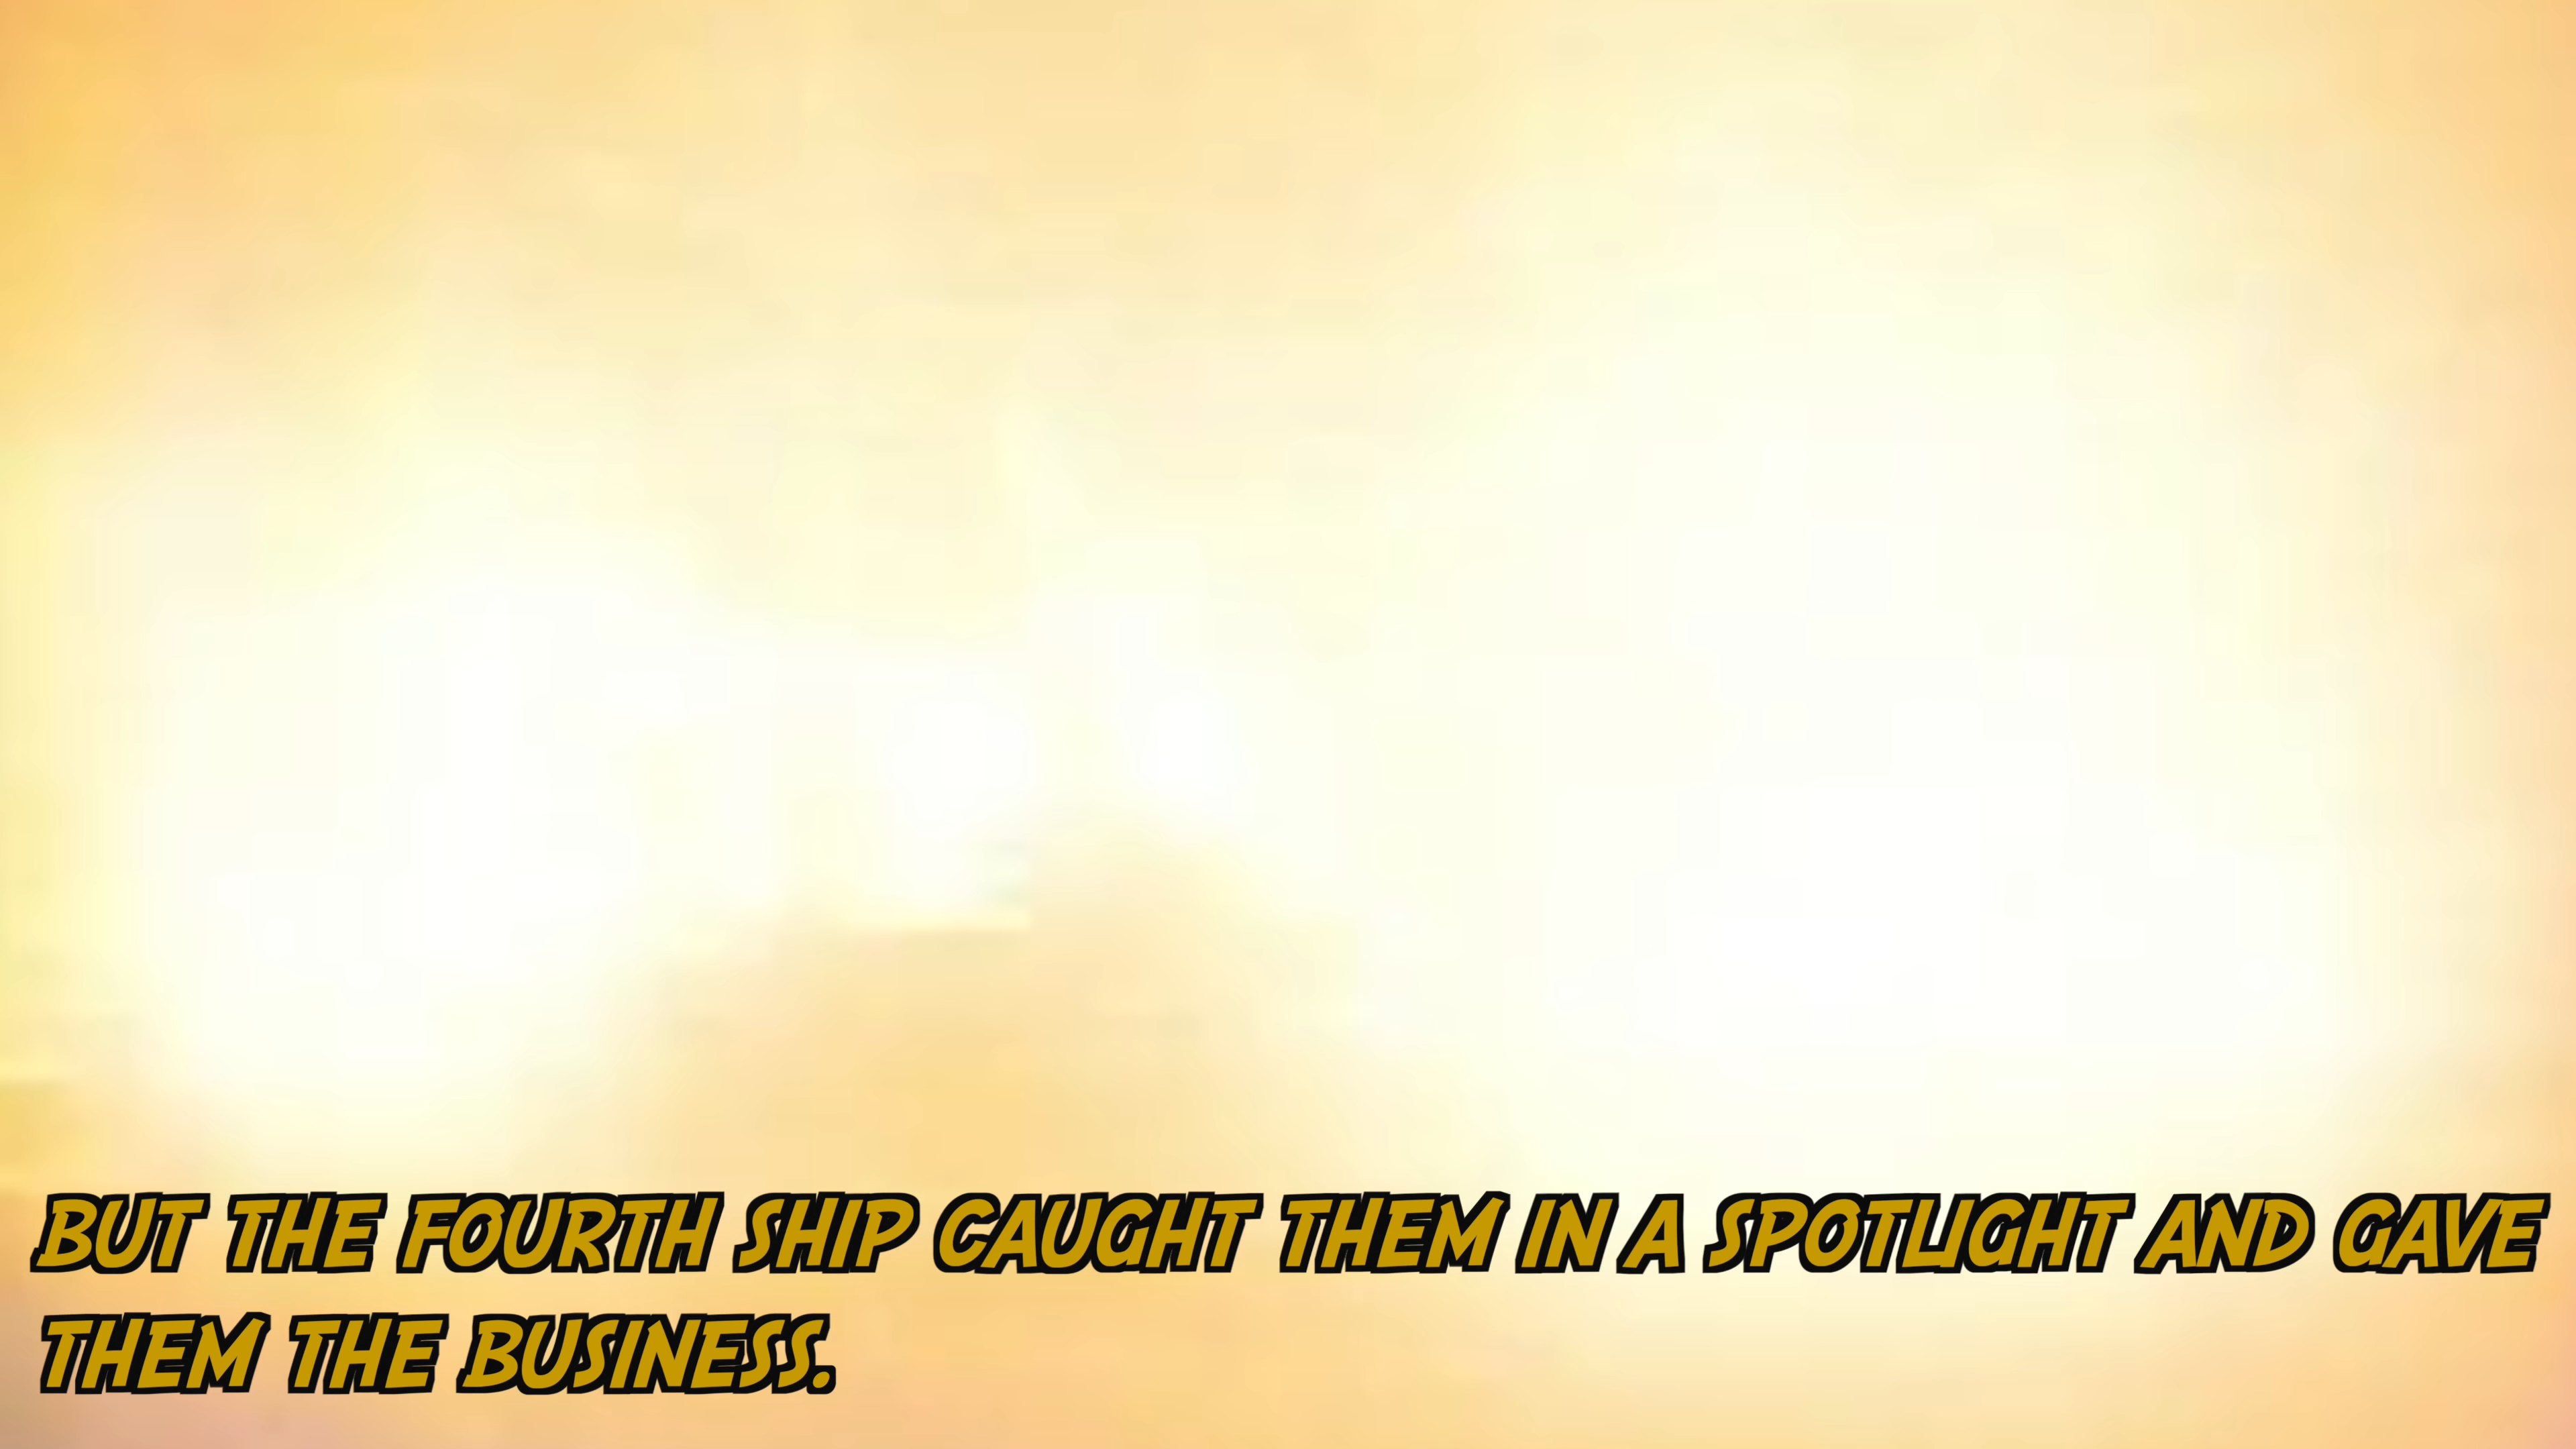 BUT THE FOURTH SHIP CAUGHT THEM IN A SPOTLIGHT AND GAVE
THEM THE BUSINESS.